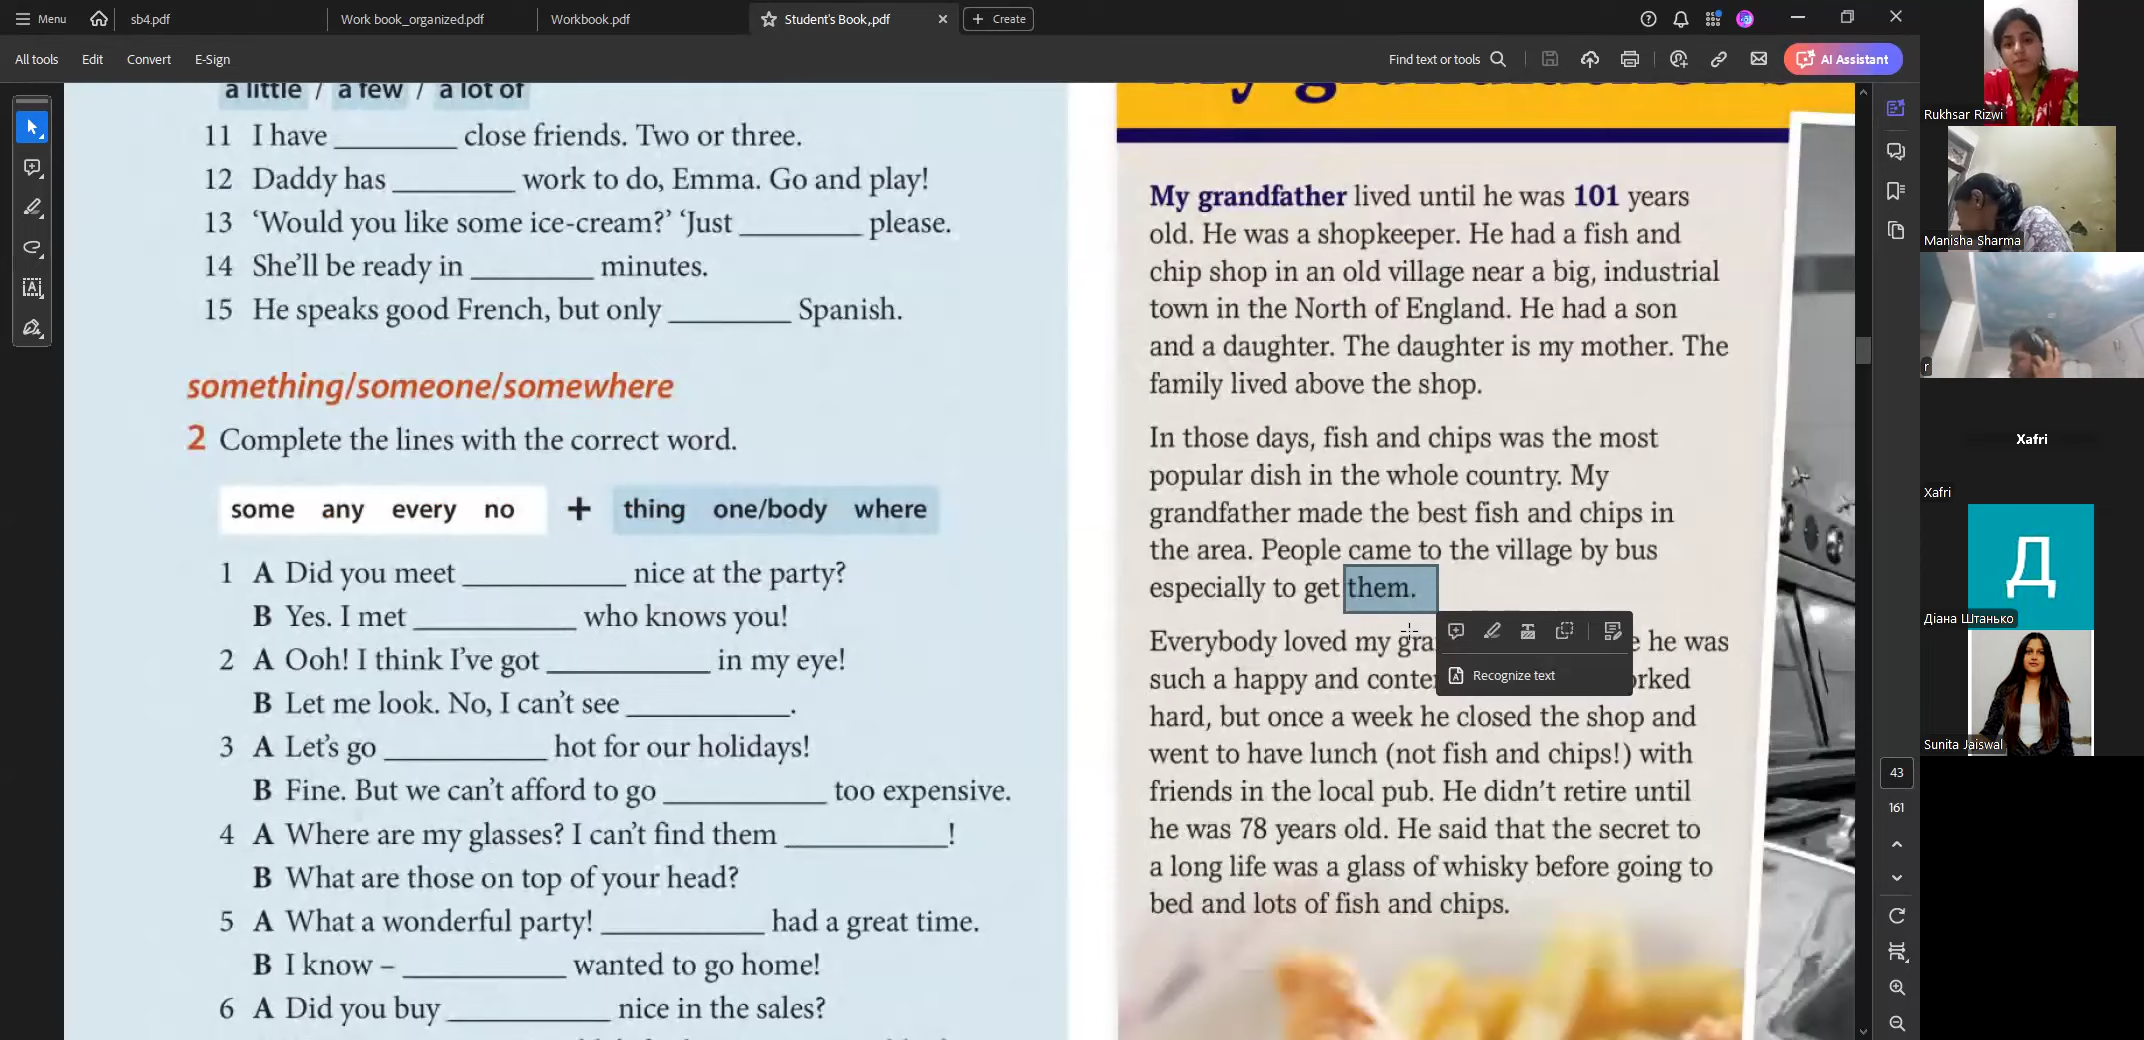 Menu
sb4.pdf
Work book_organized.pdf
Workbook.pdf
Student's Book,.pdf
Create
All tools
Edit
Convert
E-Sign
Find text or tools
AI Assistant
a little / a few / a lot of
11 I have ________ close friends. Two or three.
12 Daddy has ________ work to do, Emma. Go and play!
13 ‘Would you like some ice-cream?’ ‘Just ________ please.
14 She’ll be ready in ________ minutes.
15 He speaks good French, but only ________ Spanish.
something/someone/somewhere
2 Complete the lines with the correct word.
some any every no + thing one/body where
1 A Did you meet ________ nice at the party?
B Yes. I met ________ who knows you!
2 A Ooh! I think I’ve got ________ in my eye!
B Let me look. No, I can’t see ________.
3 A Let’s go ________ hot for our holidays!
B Fine. But we can’t afford to go ________ too expensive.
4 A Where are my glasses? I can’t find them ________!
B What are those on top of your head?
5 A What a wonderful party! ________ had a great time.
B I know – ________ wanted to go home!
6 A Did you buy ________ nice in the sales?
My grandfather lived until he was 101 years
old. He was a shopkeeper. He had a fish and
chip shop in an old village near a big, industrial
town in the North of England. He had a son
and a daughter. The daughter is my mother. The
family lived above the shop.
In those days, fish and chips was the most
popular dish in the whole country. My
grandfather made the best fish and chips in
the area. People came to the village by bus
especially to get them.
Everybody loved my gra e he was
such a happy and conte orked
hard, but once a week he closed the shop and
went to have lunch (not fish and chips!) with
friends in the local pub. He didn’t retire until
he was 78 years old. He said that the secret to
a long life was a glass of whisky before going to
bed and lots of fish and chips.
Recognize text
43
161
Rukhsar Rizwi
Manisha Sharma
r
Xafri
Xafri
Д
Діана Штанько
Sunita Jaiswal